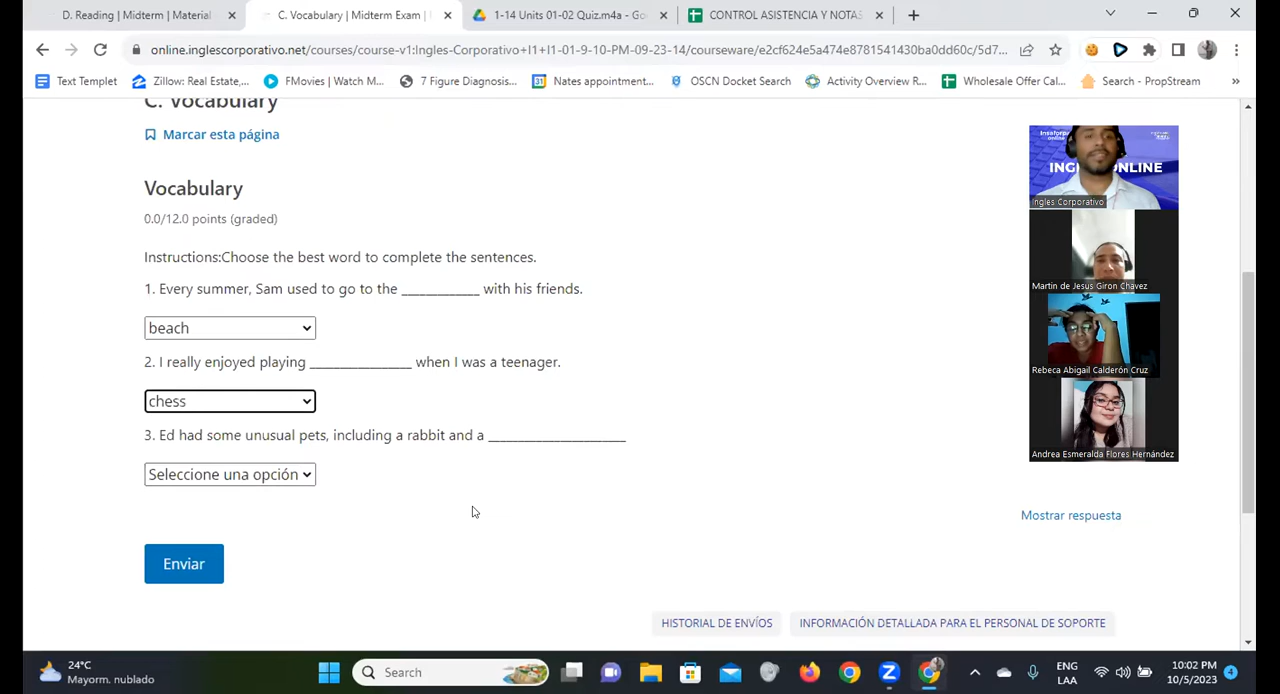 D. Reading | Midterm | Material
C. Vocabulary | Midterm Exam |
1-14 Units 01-02 Quiz.m4a - Go
CONTROL ASISTENCIA Y NOTAS
online.inglescorporativo.net/courses/course-v1:Ingles-Corporativo+I1+I1-01-9-10-PM-09-23-14/courseware/e2cf624e5a474e8781541430ba0dd60c/5d7...
Text Templet
Zillow: Real Estate,...
FMovies | Watch M...
7 Figure Diagnosis...
Nates appointment...
OSCN Docket Search
Activity Overview R...
Wholesale Offer Cal...
Search - PropStream
»
C. Vocabulary
Marcar esta página
Vocabulary
0.0/12.0 points (graded)
Instructions:Choose the best word to complete the sentences.
1. Every summer, Sam used to go to the ____________ with his friends.
beach
2. I really enjoyed playing ________________ when I was a teenager.
chess
3. Ed had some unusual pets, including a rabbit and a _____________________
Seleccione una opción
Mostrar respuesta
Enviar
HISTORIAL DE ENVÍOS
INFORMACIÓN DETALLADA PARA EL PERSONAL DE SOPORTE
Ingles Corporativo
Martin de Jesus Giron Chavez
Rebeca Abigail Calderón Cruz
Andrea Esmeralda Flores Hernández
24°C
Mayorm. nublado
Search
ENG
LAA
10:02 PM
10/5/2023
4